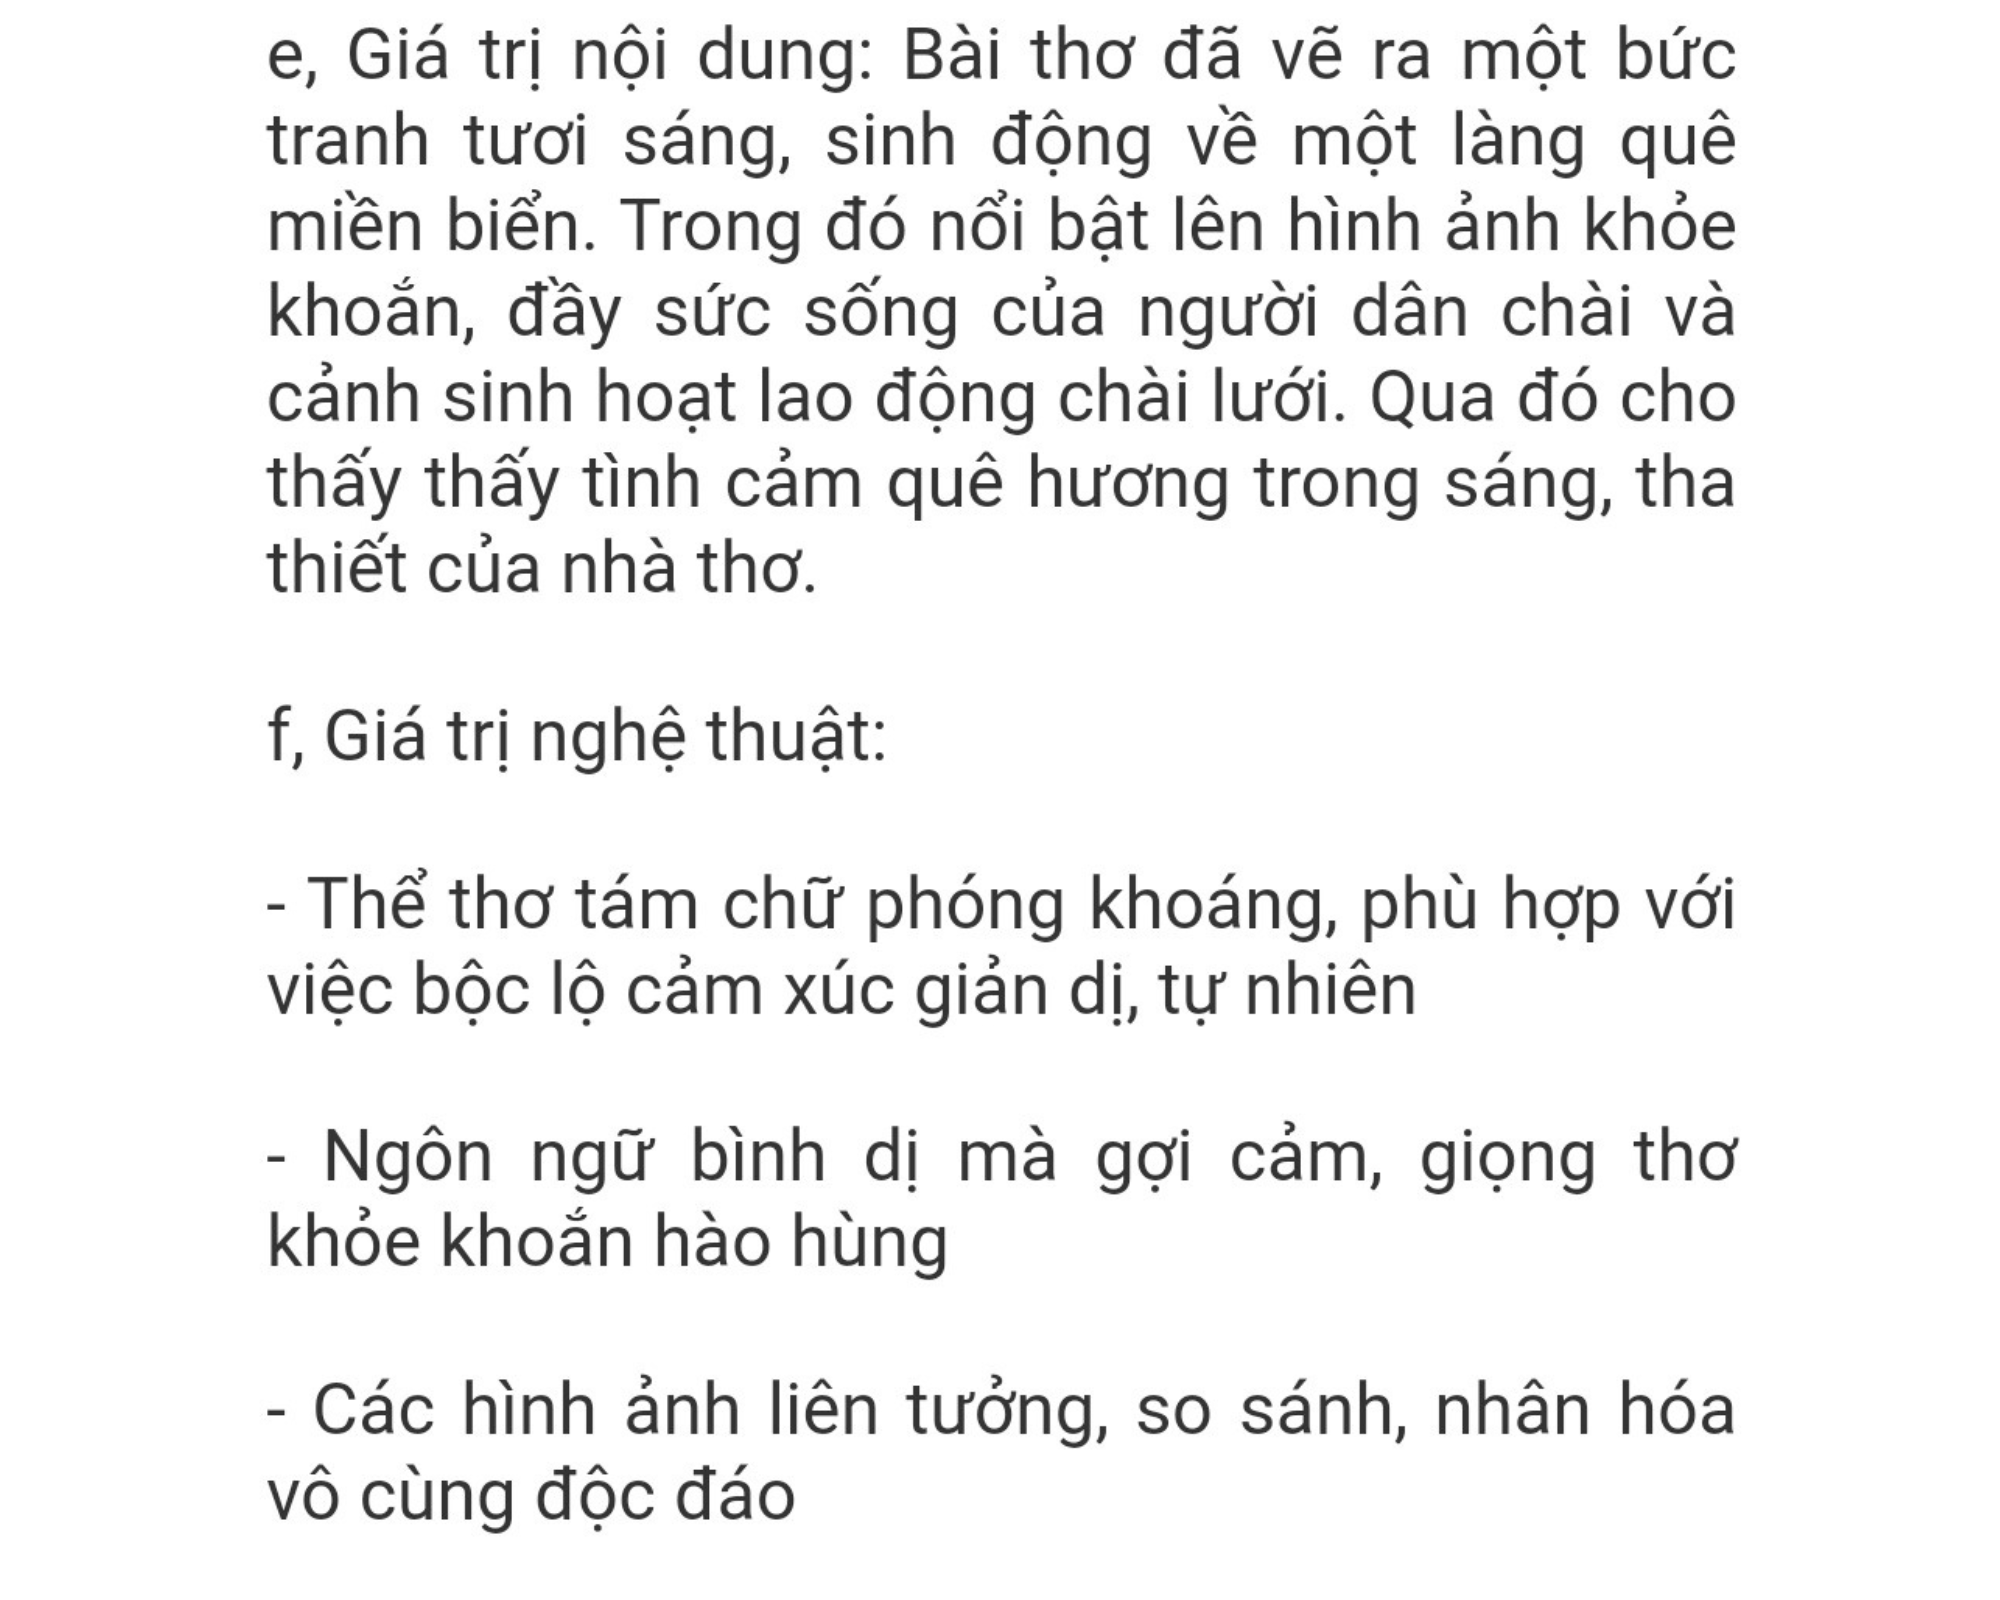 e, Giá trị nội dung: Bài thơ đã vẽ ra một bức
tranh tươi sáng, sinh động về một làng quê
miền biển. Trong đó nổi bật lên hình ảnh khỏe
khoắn, đầy sức sống của người dân chài và
cảnh sinh hoạt lao động chài lưới. Qua đó cho
thấy thấy tình cảm quê hương trong sáng, tha
thiết của nhà thơ.
f, Giá trị nghệ thuật:
- Thể thơ tám chữ phóng khoáng, phù hợp với
việc bộc lộ cảm xúc giản dị, tự nhiên
- Ngôn ngữ bình dị mà gợi cảm, giọng thơ
khỏe khoắn hào hùng
- Các hình ảnh liên tưởng, so sánh, nhân hóa
vô cùng độc đáo